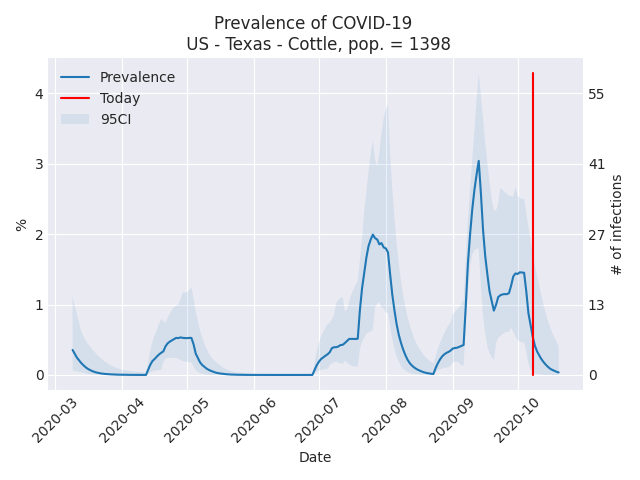 Prevalence of COVID-19
US - Texas - Cottle, pop. = 1398
Prevalence
Today
95CI
4
3
2
1
0
%
55
41
27
13
0
# of infections
2020-03
2020-04
2020-05
2020-06
2020-07
2020-08
2020-09
2020-10
Date